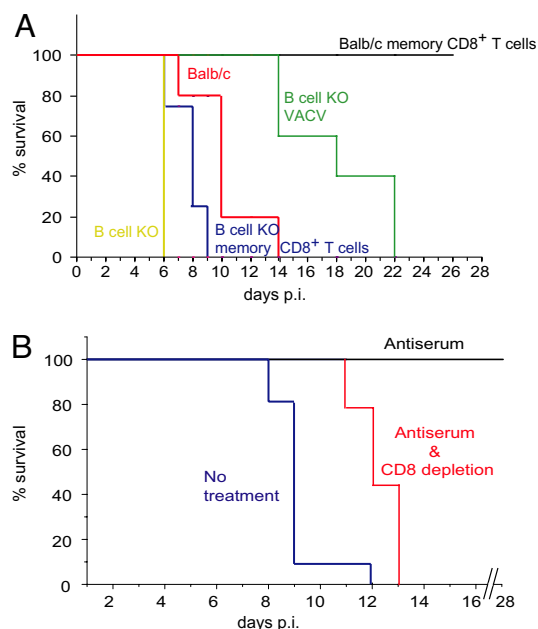 A
Balb/c memory CD8+ T cells
100
80
60
40
20
0
% survival
Balb/c
B cell KO
VACV
B cell KO
B cell KO
memory CD8+ T cells
0 2 4 6 8 10 12 14 16 18 20 22 24 26 28
days p.i.
B
Antiserum
100
80
60
40
20
0
% survival
Antiserum
&
CD8 depletion
No
treatment
2 4 6 8 10 12 14 16 28
days p.i.